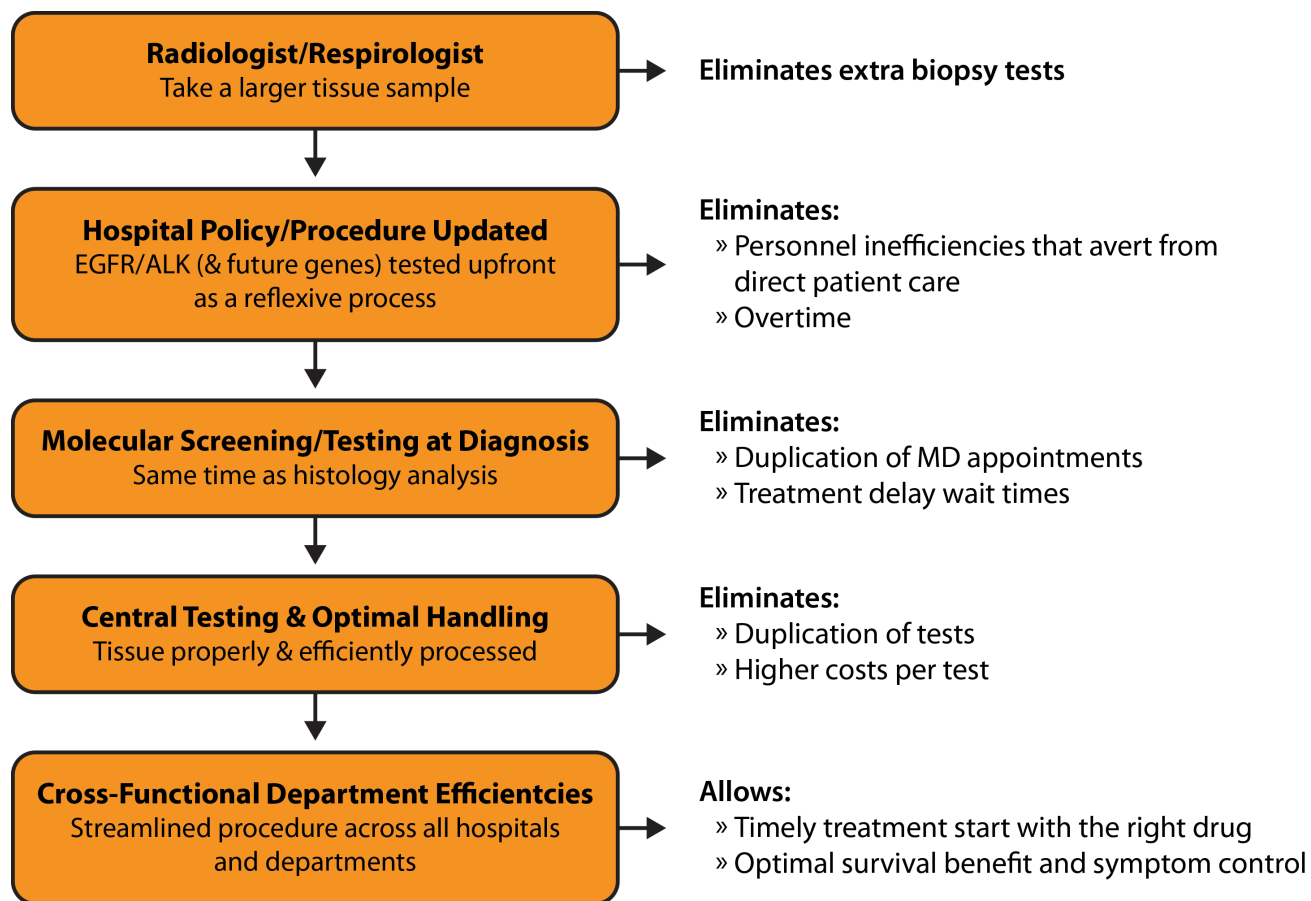 Radiologist/Respirologist
Take a larger tissue sample
Eliminates extra biopsy tests
Hospital Policy/Procedure Updated
EGFR/ALK (& future genes) tested upfront
as a reflexive process
Eliminates:
» Personnel inefficiencies that avert from
direct patient care
» Overtime
Molecular Screening/Testing at Diagnosis
Same time as histology analysis
Eliminates:
» Duplication of MD appointments
» Treatment delay wait times
Central Testing & Optimal Handling
Tissue properly & efficiently processed
Eliminates:
» Duplication of tests
» Higher costs per test
Cross-Functional Department Efficientcies
Streamlined procedure across all hospitals
and departments
Allows:
» Timely treatment start with the right drug
» Optimal survival benefit and symptom control